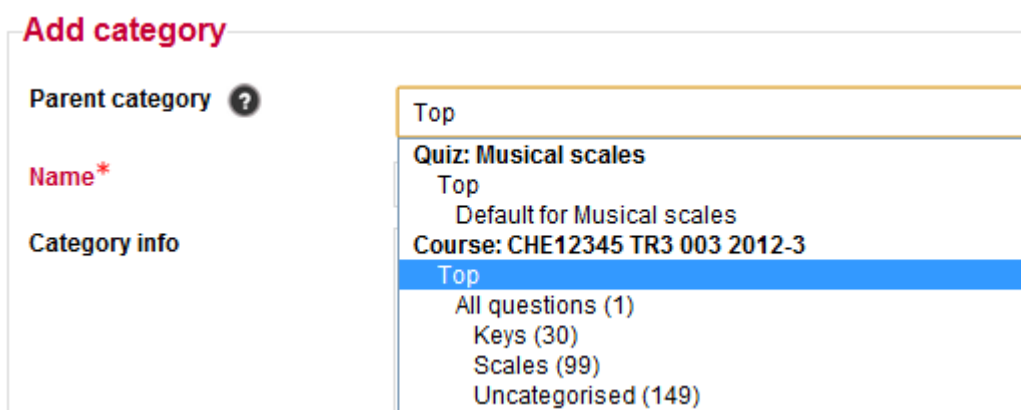 Add category
Parent category ?
Top
Name*
Category info
Quiz: Musical scales
Top
Default for Musical scales
Course: CHE12345 TR3 003 2012-3
Top
All questions (1)
Keys (30)
Scales (99)
Uncategorised (149)